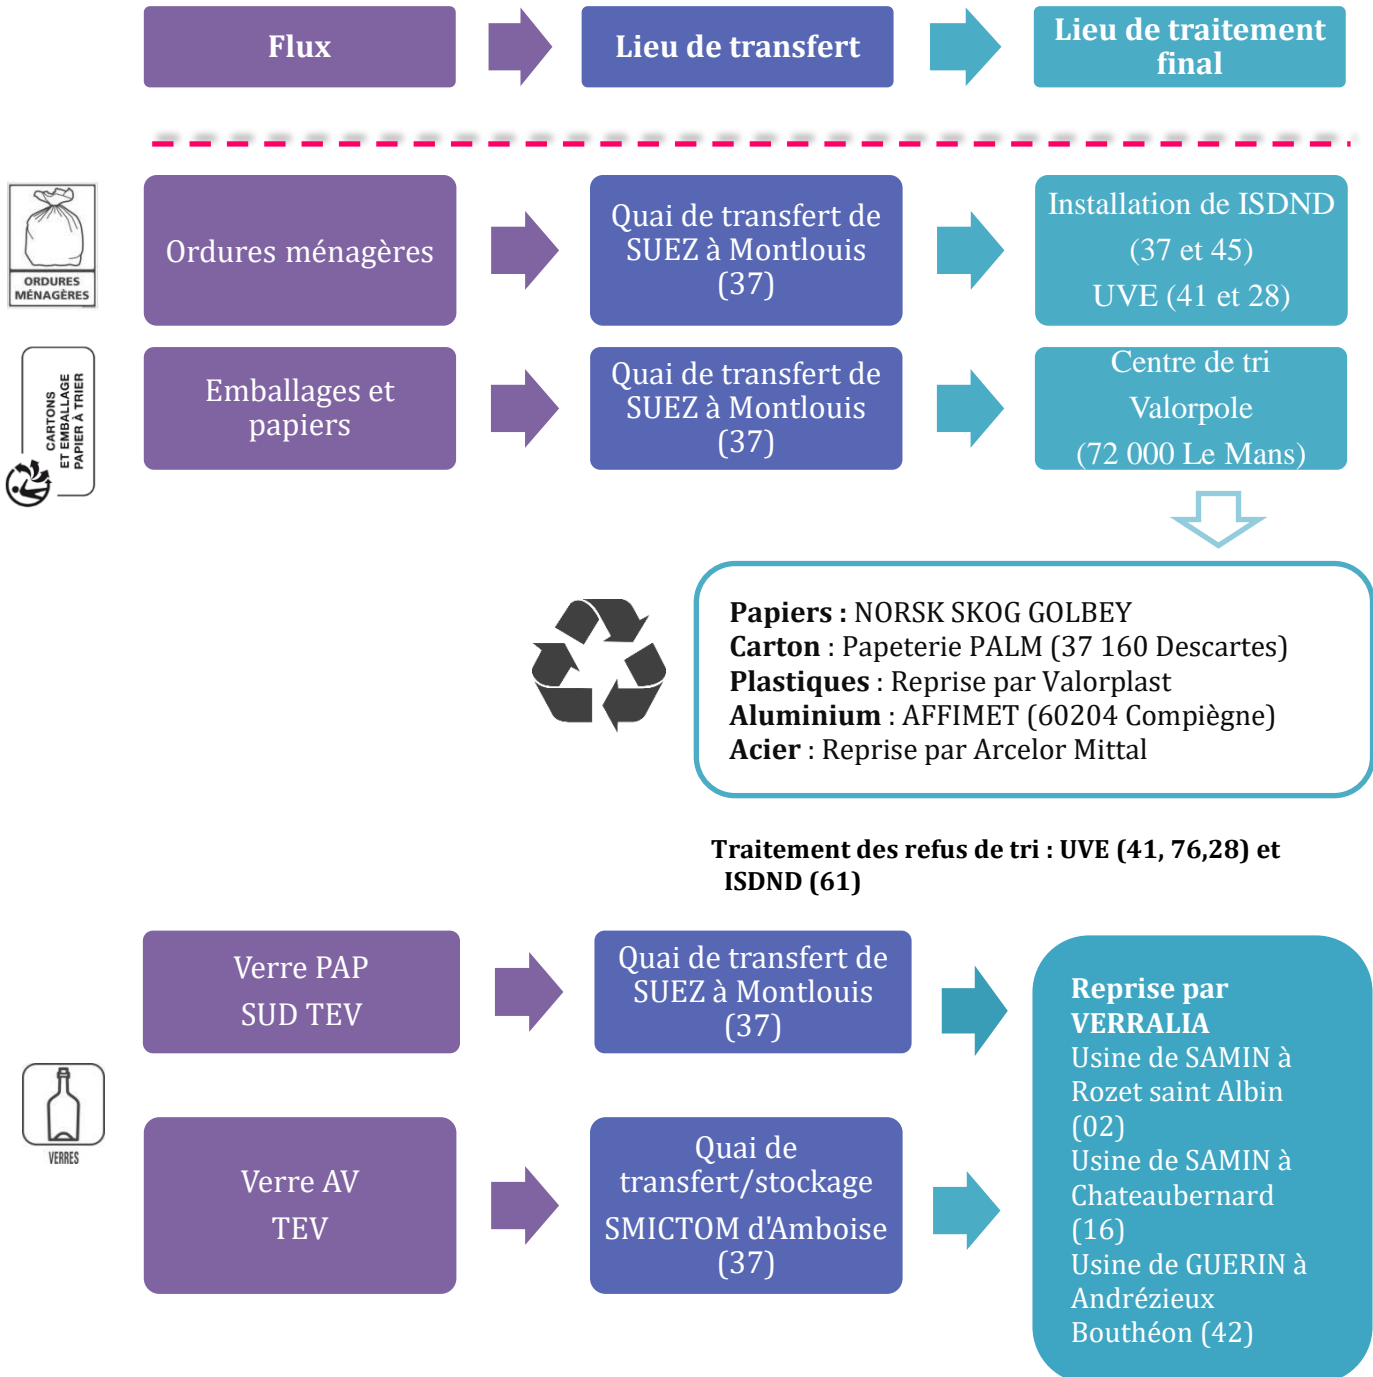 Flux
Lieu de transfert
Lieu de traitement
final
ORDURES
MÉNAGÈRES
Ordures ménagères
Quai de transfert de
SUEZ à Montlouis
(37)
Installation de ISDND
(37 et 45)
UVE (41 et 28)
CARTONS
ET EMBALLAGE
PAPIER À TRIER
Emballages et
papiers
Quai de transfert de
SUEZ à Montlouis
(37)
Centre de tri
Valorpole
(72 000 Le Mans)
Papiers : NORSK SKOG GOLBEY
Carton : Papeterie PALM (37 160 Descartes)
Plastiques : Reprise par Valorplast
Aluminium : AFFIMET (60204 Compiègne)
Acier : Reprise par Arcelor Mittal
Traitement des refus de tri : UVE (41, 76,28) et
ISDND (61)
Verre PAP
SUD TEV
Quai de transfert de
SUEZ à Montlouis
(37)
VERRES
Verre AV
TEV
Quai de
transfert/stockage
SMICTOM d'Amboise
(37)
Reprise par
VERRALIA
Usine de SAMIN à
Rozet saint Albin
(02)
Usine de SAMIN à
Chateaubernard
(16)
Usine de GUERIN à
Andrézieux
Bouthéon (42)